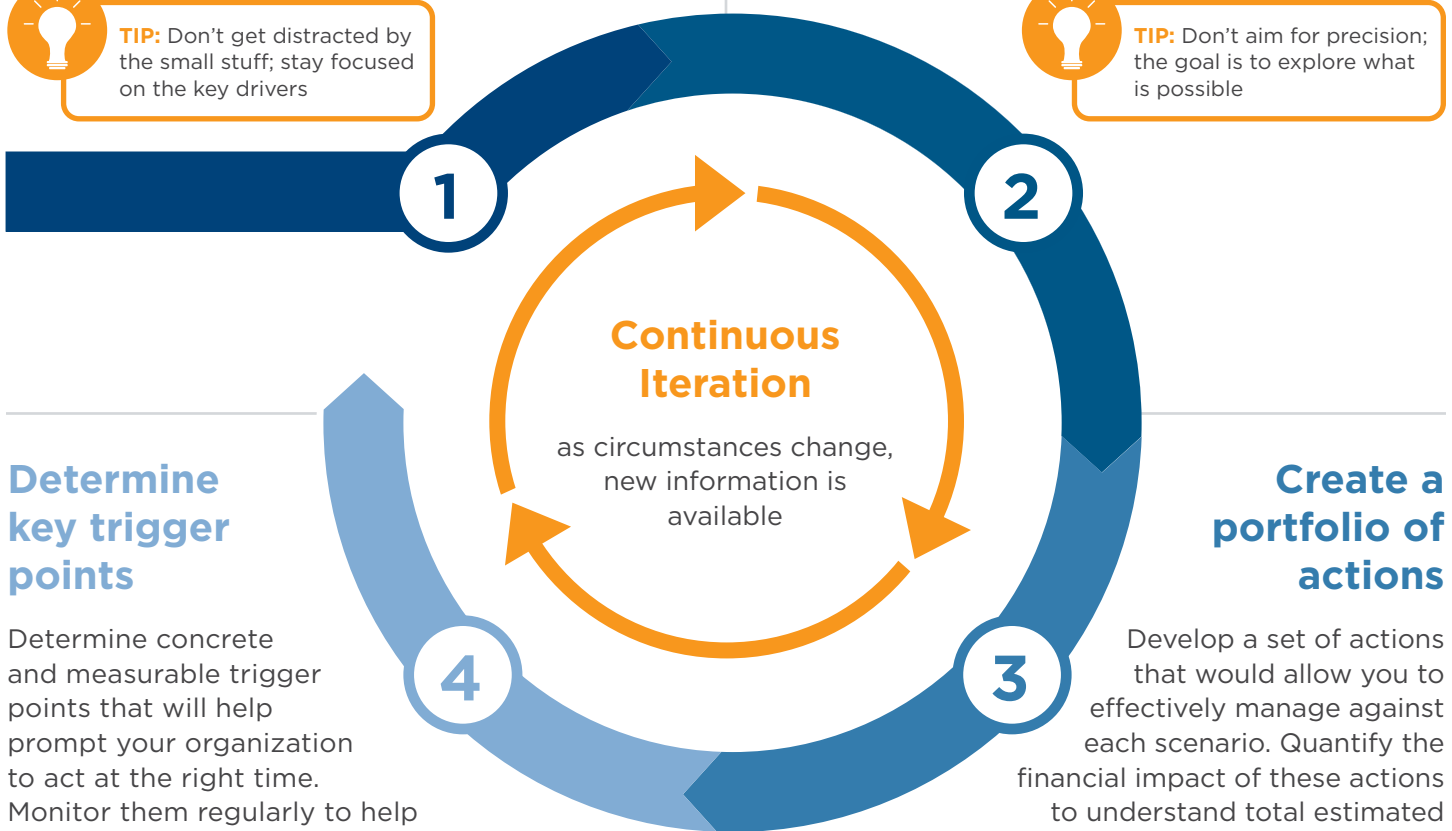 TIP: Don’t get distracted by
the small stuff; stay focused
on the key drivers
TIP: Don’t aim for precision;
the goal is to explore what
is possible
1
2
Continuous
Iteration
as circumstances change,
new information is
available
Determine
key trigger
points
Determine concrete
and measurable trigger
points that will help
prompt your organization
to act at the right time.
Monitor them regularly to help
4
3
Create a
portfolio of
actions
Develop a set of actions
that would allow you to
effectively manage against
each scenario. Quantify the
financial impact of these actions
to understand total estimated